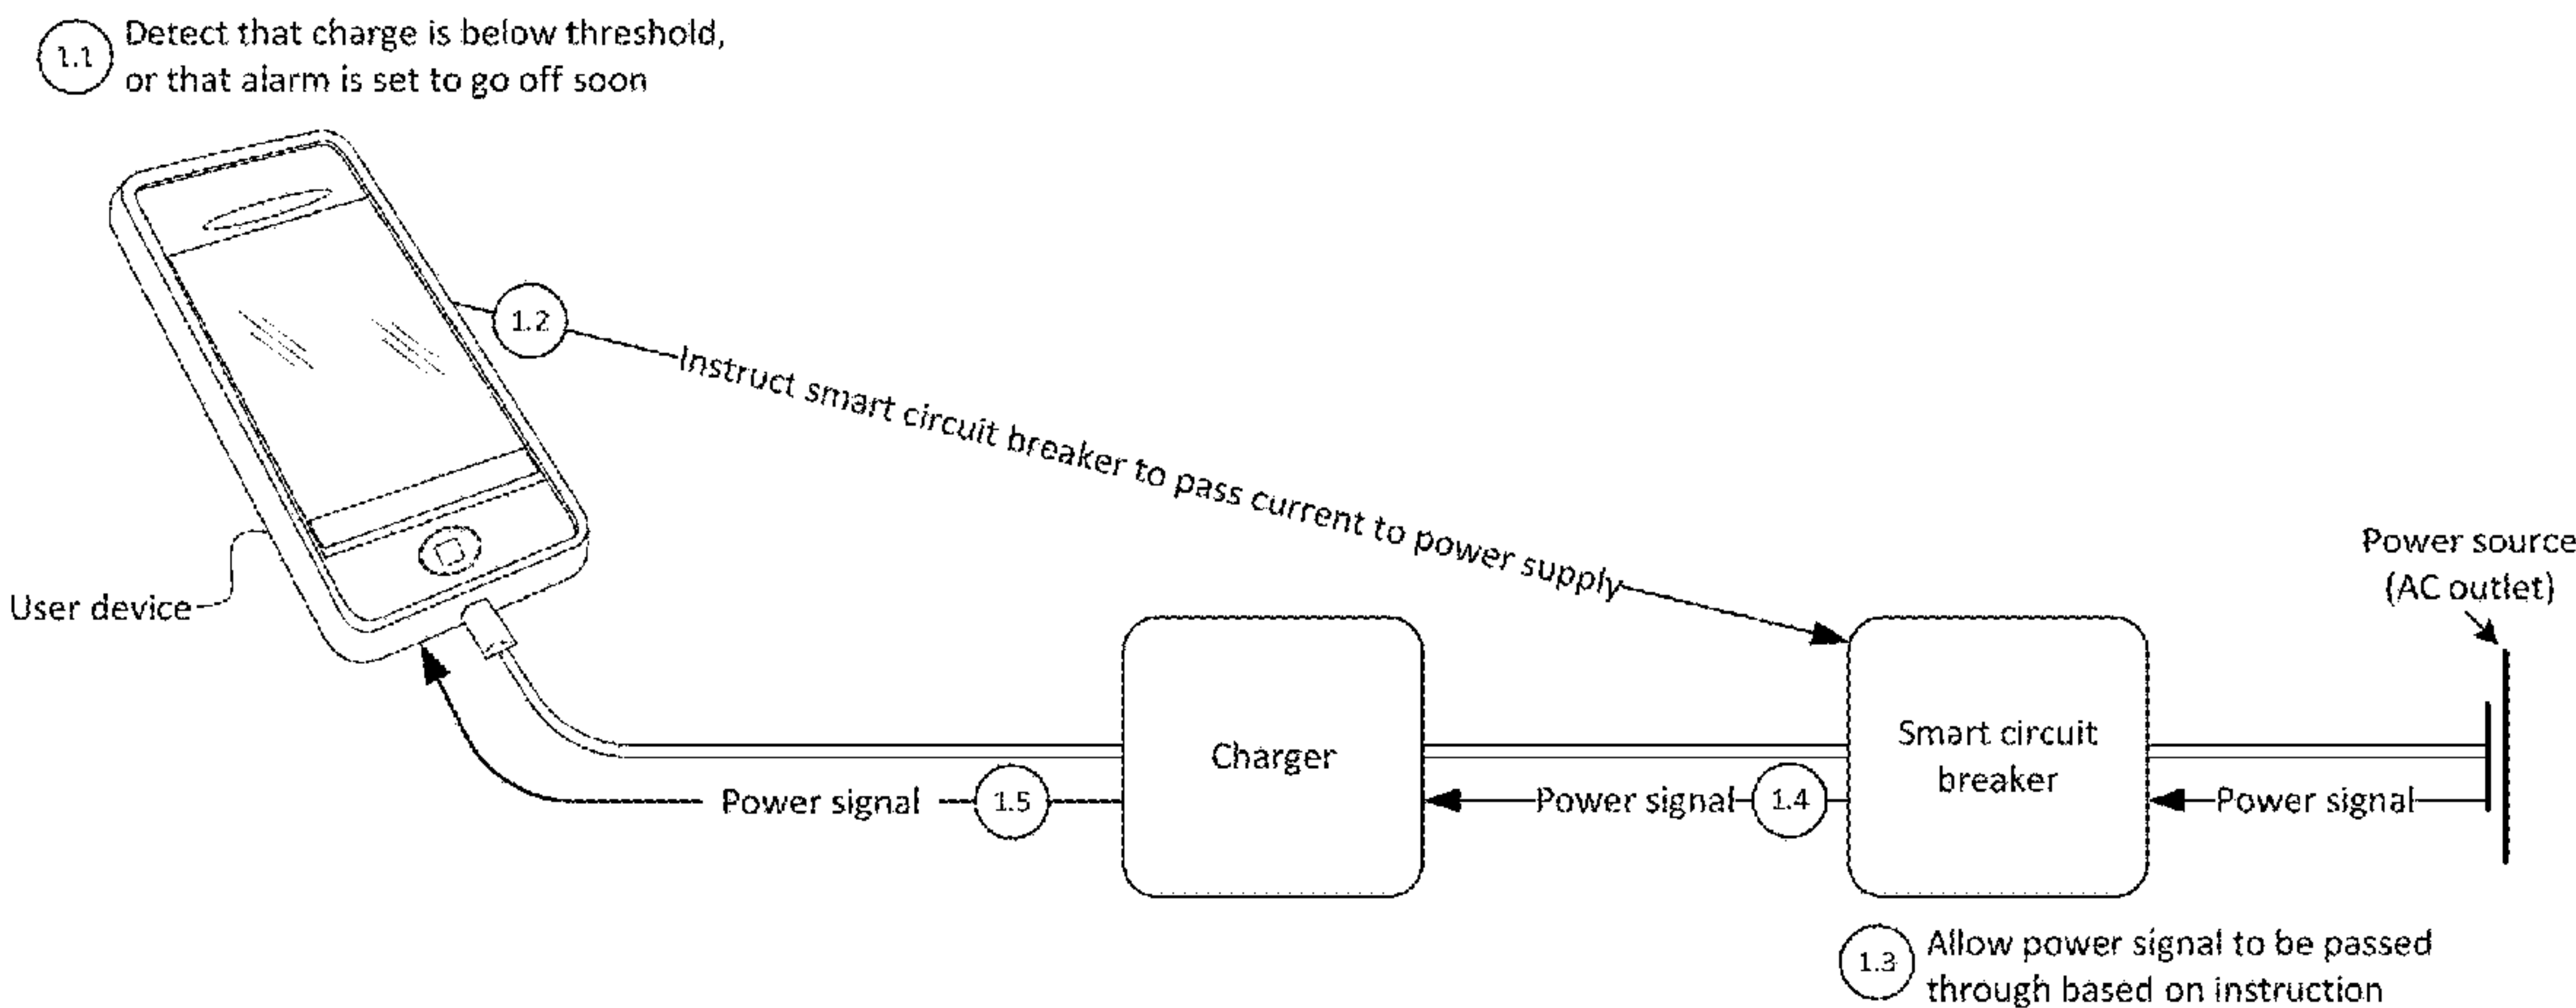 1.1
Detect that charge is below threshold,
or that alarm is set to go off soon
1.2
Instruct smart circuit breaker to pass current to power supply
User device
Power source
(AC outlet)
Charger
Smart circuit
breaker
Power signal
1.5
Power signal
1.4
Power signal
1.3
Allow power signal to be passed
through based on instruction